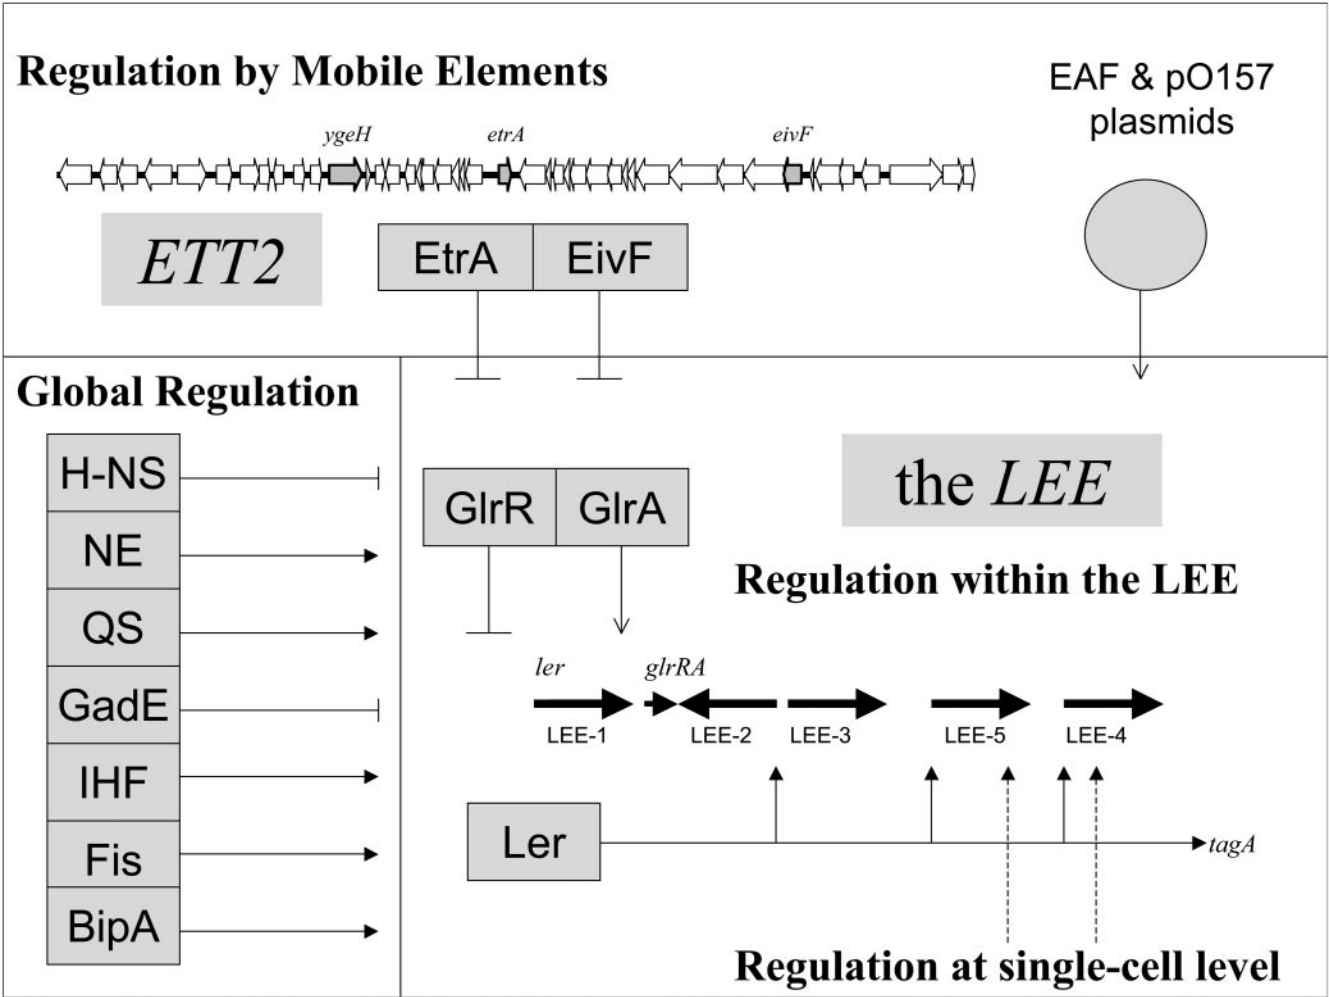 Regulation by Mobile Elements
EAF & pO157
plasmids
ygeH
etrA
eivF
ETT2
EtrA
EivF
Global Regulation
H-NS
NE
QS
GadE
IHF
Fis
BipA
the LEE
GlrR
GlrA
Regulation within the LEE
ler
glrRA
LEE-1
LEE-2
LEE-3
LEE-5
LEE-4
Ler
tagA
Regulation at single-cell level